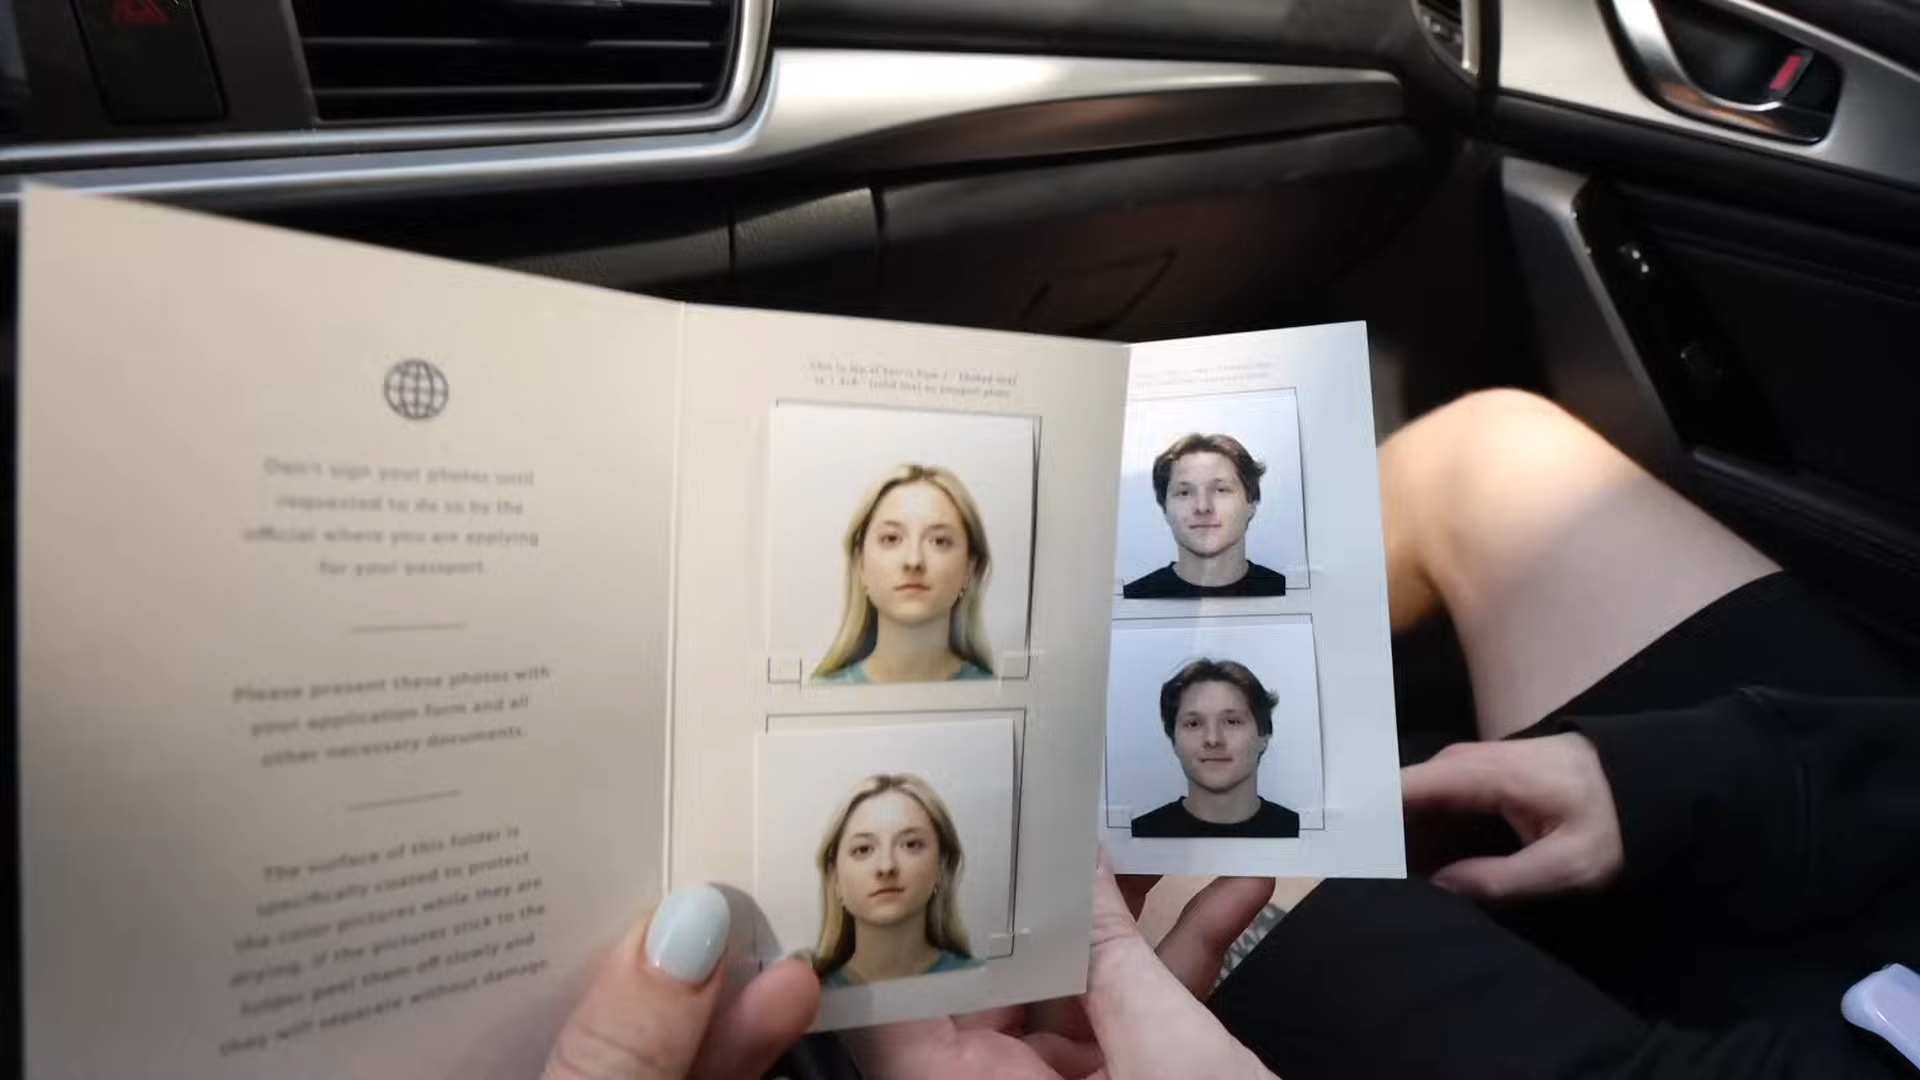 Don't sign your photos until
requested to do so by the
official where you are applying
for your passport.
Please present these photos with
your application form and all
other necessary documents.
The surface of this folder is
specifically coated to protect
the color pictures while they are
drying. If the pictures stick to the
folder peel them off slowly and
they will separate without damage.